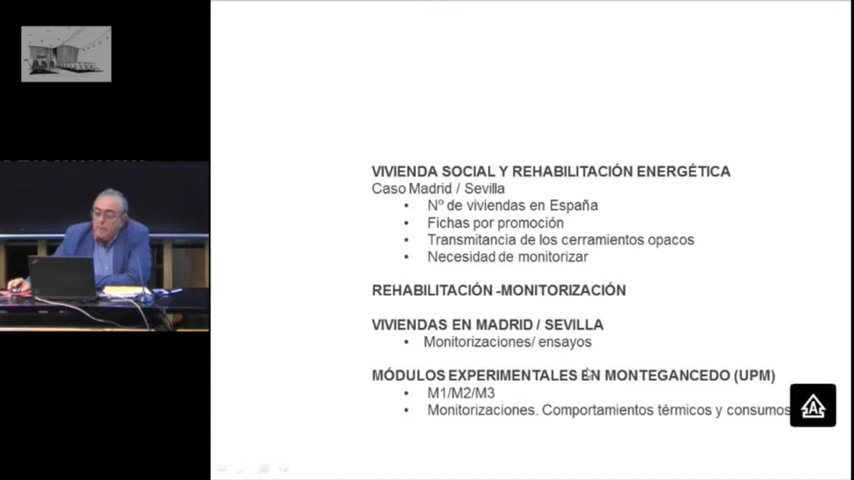 VIVIENDA SOCIAL Y REHABILITACIÓN ENERGÉTICA
Caso Madrid / Sevilla
• Nº de viviendas en España
• Fichas por promoción
• Transmitancia de los cerramientos opacos
• Necesidad de monitorizar
REHABILITACIÓN -MONITORIZACIÓN
VIVIENDAS EN MADRID / SEVILLA
• Monitorizaciones/ ensayos
MÓDULOS EXPERIMENTALES EN MONTEGANCEDO (UPM)
• M1/M2/M3
• Monitorizaciones. Comportamientos térmicos y consumos
A